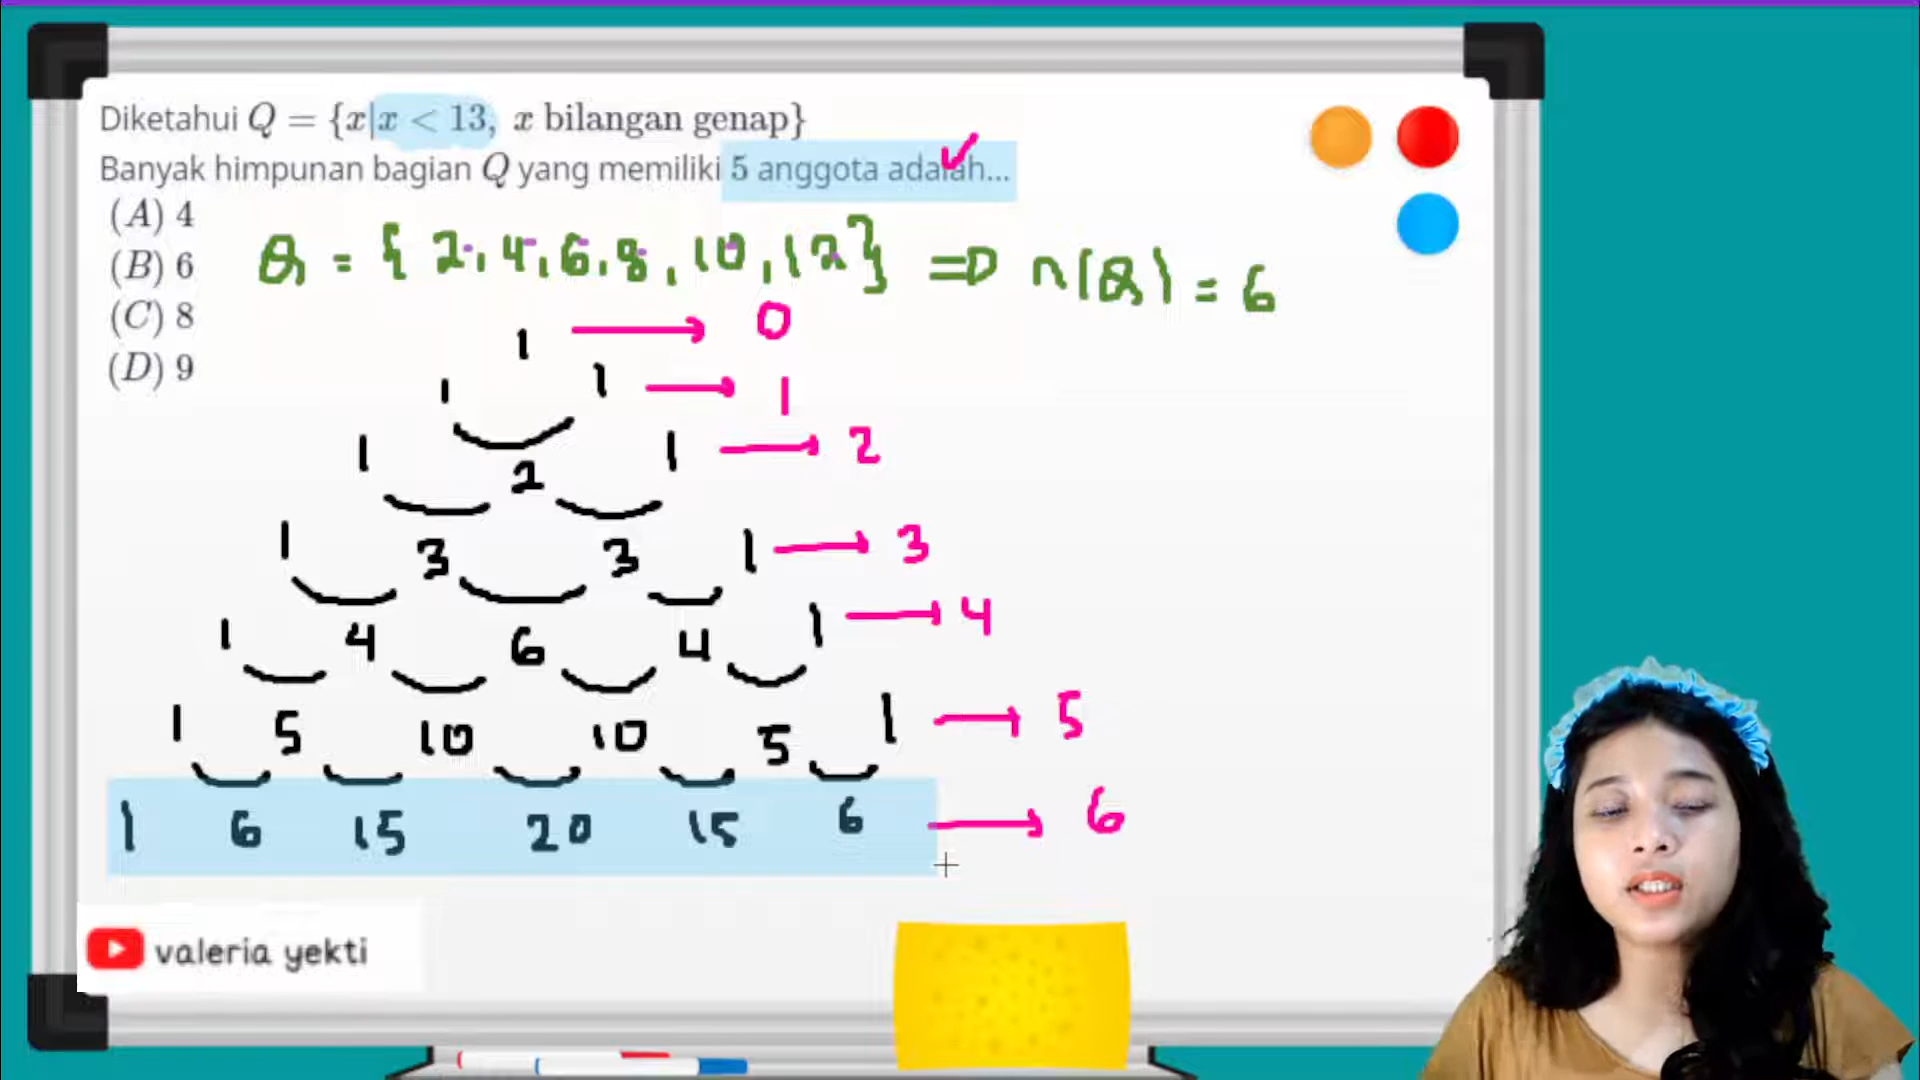 Diketahui Q = {x|x < 13, x bilangan genap}
Banyak himpunan bagian Q yang memiliki 5 anggota adalah...
(A) 4
(B) 6
(C) 8
(D) 9
Q = { 2, 4, 6, 8, 10, 12 } => n(Q) = 6
1 → 0
1 1 → 1
1 2 1 → 2
1 3 3 1 → 3
1 4 6 4 1 → 4
1 5 10 10 5 1 → 5
1 6 15 20 15 6 → 6
valeria yekti